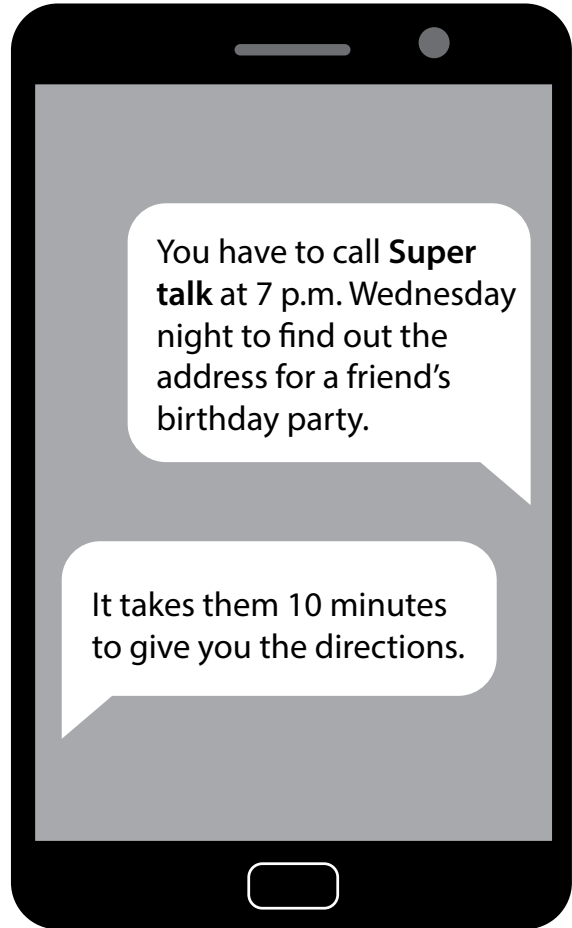 You have to call Super
talk at 7 p.m. Wednesday
night to find out the
address for a friend’s
birthday party.
It takes them 10 minutes
to give you the directions.